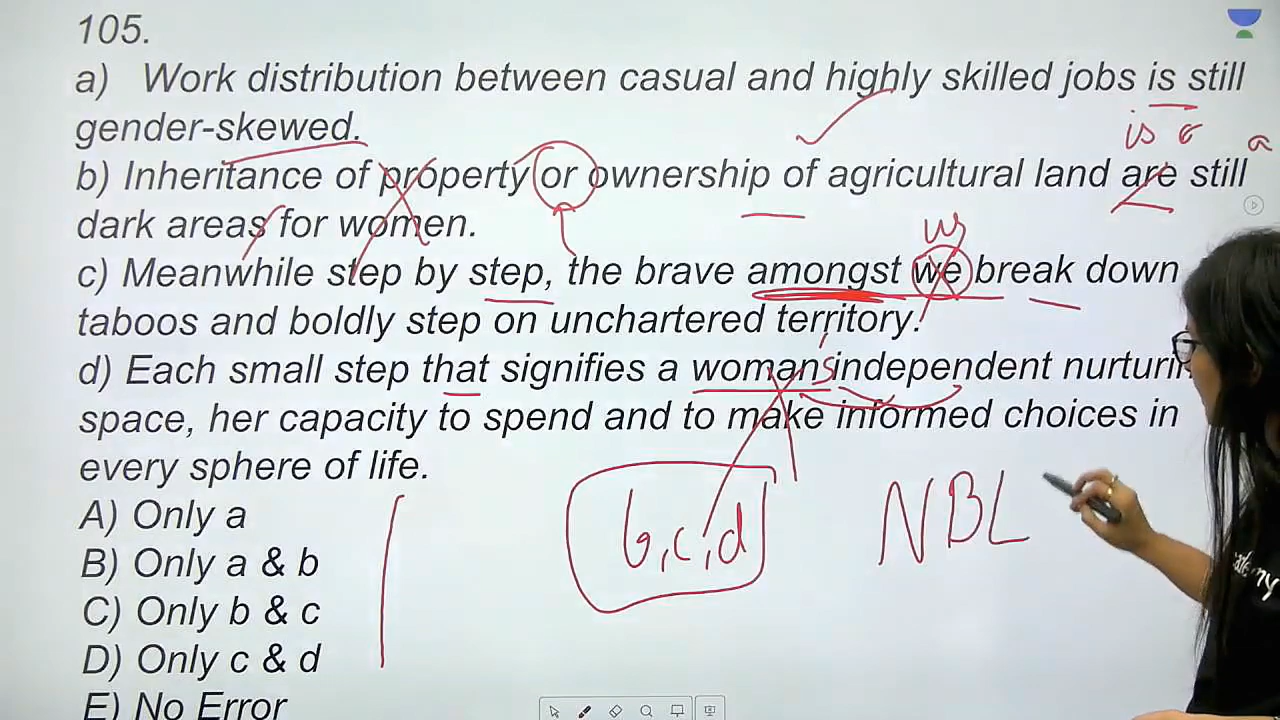 105.
a) Work distribution between casual and highly skilled jobs is still
gender-skewed.
is a
b) Inheritance of property or ownership of agricultural land are still
dark areas for women.
us
c) Meanwhile step by step, the brave amongst we break down
taboos and boldly step on unchartered territory.
d) Each small step that signifies a womans's independent nurturin
space, her capacity to spend and to make informed choices in
every sphere of life.
A) Only a
B) Only a & b
C) Only b & c
D) Only c & d
E) No Error
b,c,d
NBL